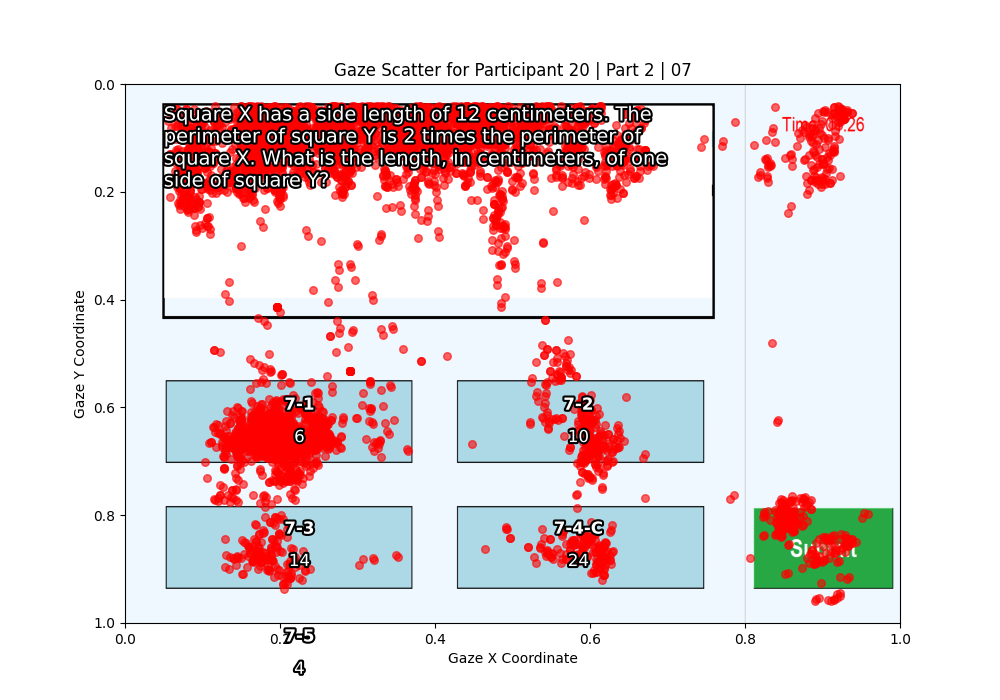 Gaze Scatter for Participant 20 | Part 2 | 07
0.0
0.2
0.4
0.6
0.8
1.0
Gaze Y Coordinate
Square X has a side length of 12 centimeters. The
perimeter of square Y is 2 times the perimeter of
square X. What is the length, in centimeters, of one
side of square Y?
7-1
6
7-2
10
7-3
14
7-4-C
24
7-5
4
Submit
0.0
0.4
0.6
0.8
1.0
Gaze X Coordinate